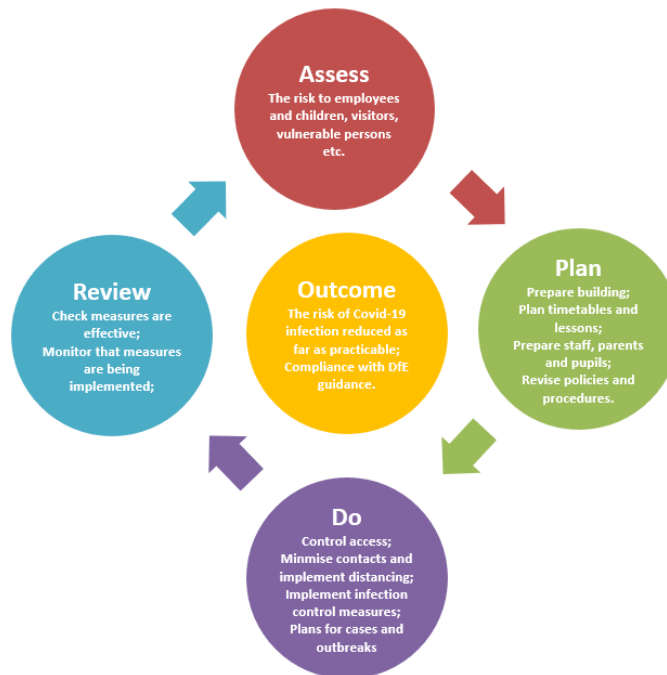 Assess
The risk to employees
and children, visitors,
vulnerable persons
etc.
Plan
Prepare building;
Plan timetables and
lessons;
Prepare staff, parents
and pupils;
Revise policies and
procedures.
Do
Control access;
Minmise contacts and
implement distancing;
Implement infection
control measures;
Plans for cases and
outbreaks
Review
Check measures are
effective;
Monitor that measures
are being
implemented;
Outcome
The risk of Covid-19
infection reduced as
far as practicable;
Compliance with DfE
guidance.